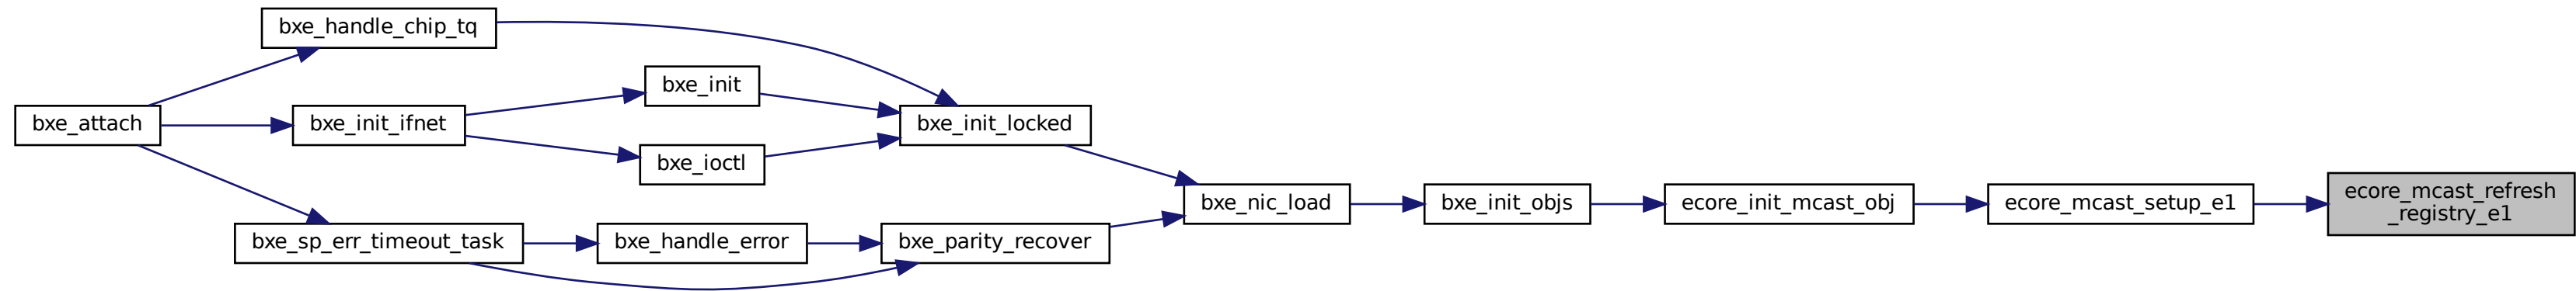 bxe_handle_chip_tq
bxe_init
bxe_attach
bxe_init_ifnet
bxe_init_locked
bxe_ioctl
bxe_nic_load
bxe_init_objs
ecore_init_mcast_obj
ecore_mcast_setup_e1
ecore_mcast_refresh
_registry_e1
bxe_sp_err_timeout_task
bxe_handle_error
bxe_parity_recover